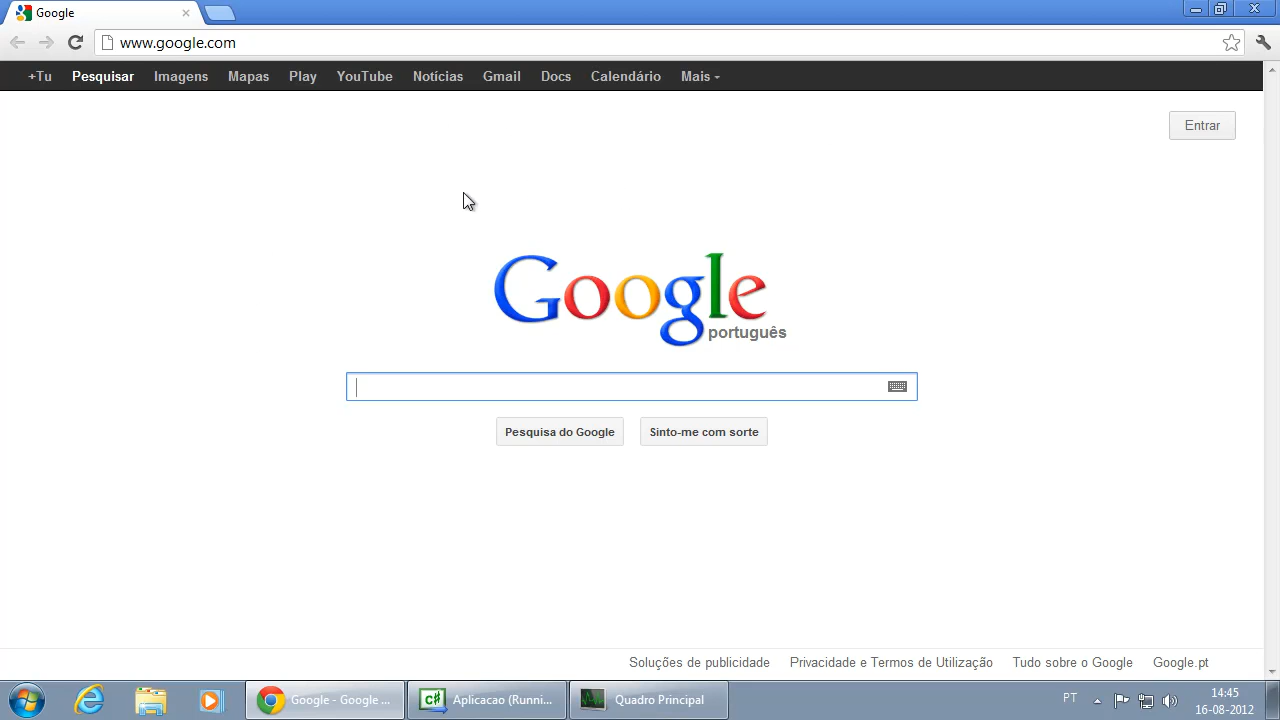 Google
www.google.com
+Tu Pesquisar Imagens Mapas Play YouTube Notícias Gmail Docs Calendário Mais
Entrar
Google
português
Pesquisa do Google Sinto-me com sorte
Soluções de publicidade Privacidade e Termos de Utilização Tudo sobre o Google Google.pt
Google - Google ... C# Aplicacao (Runni... Quadro Principal PT 14:45
16-08-2012